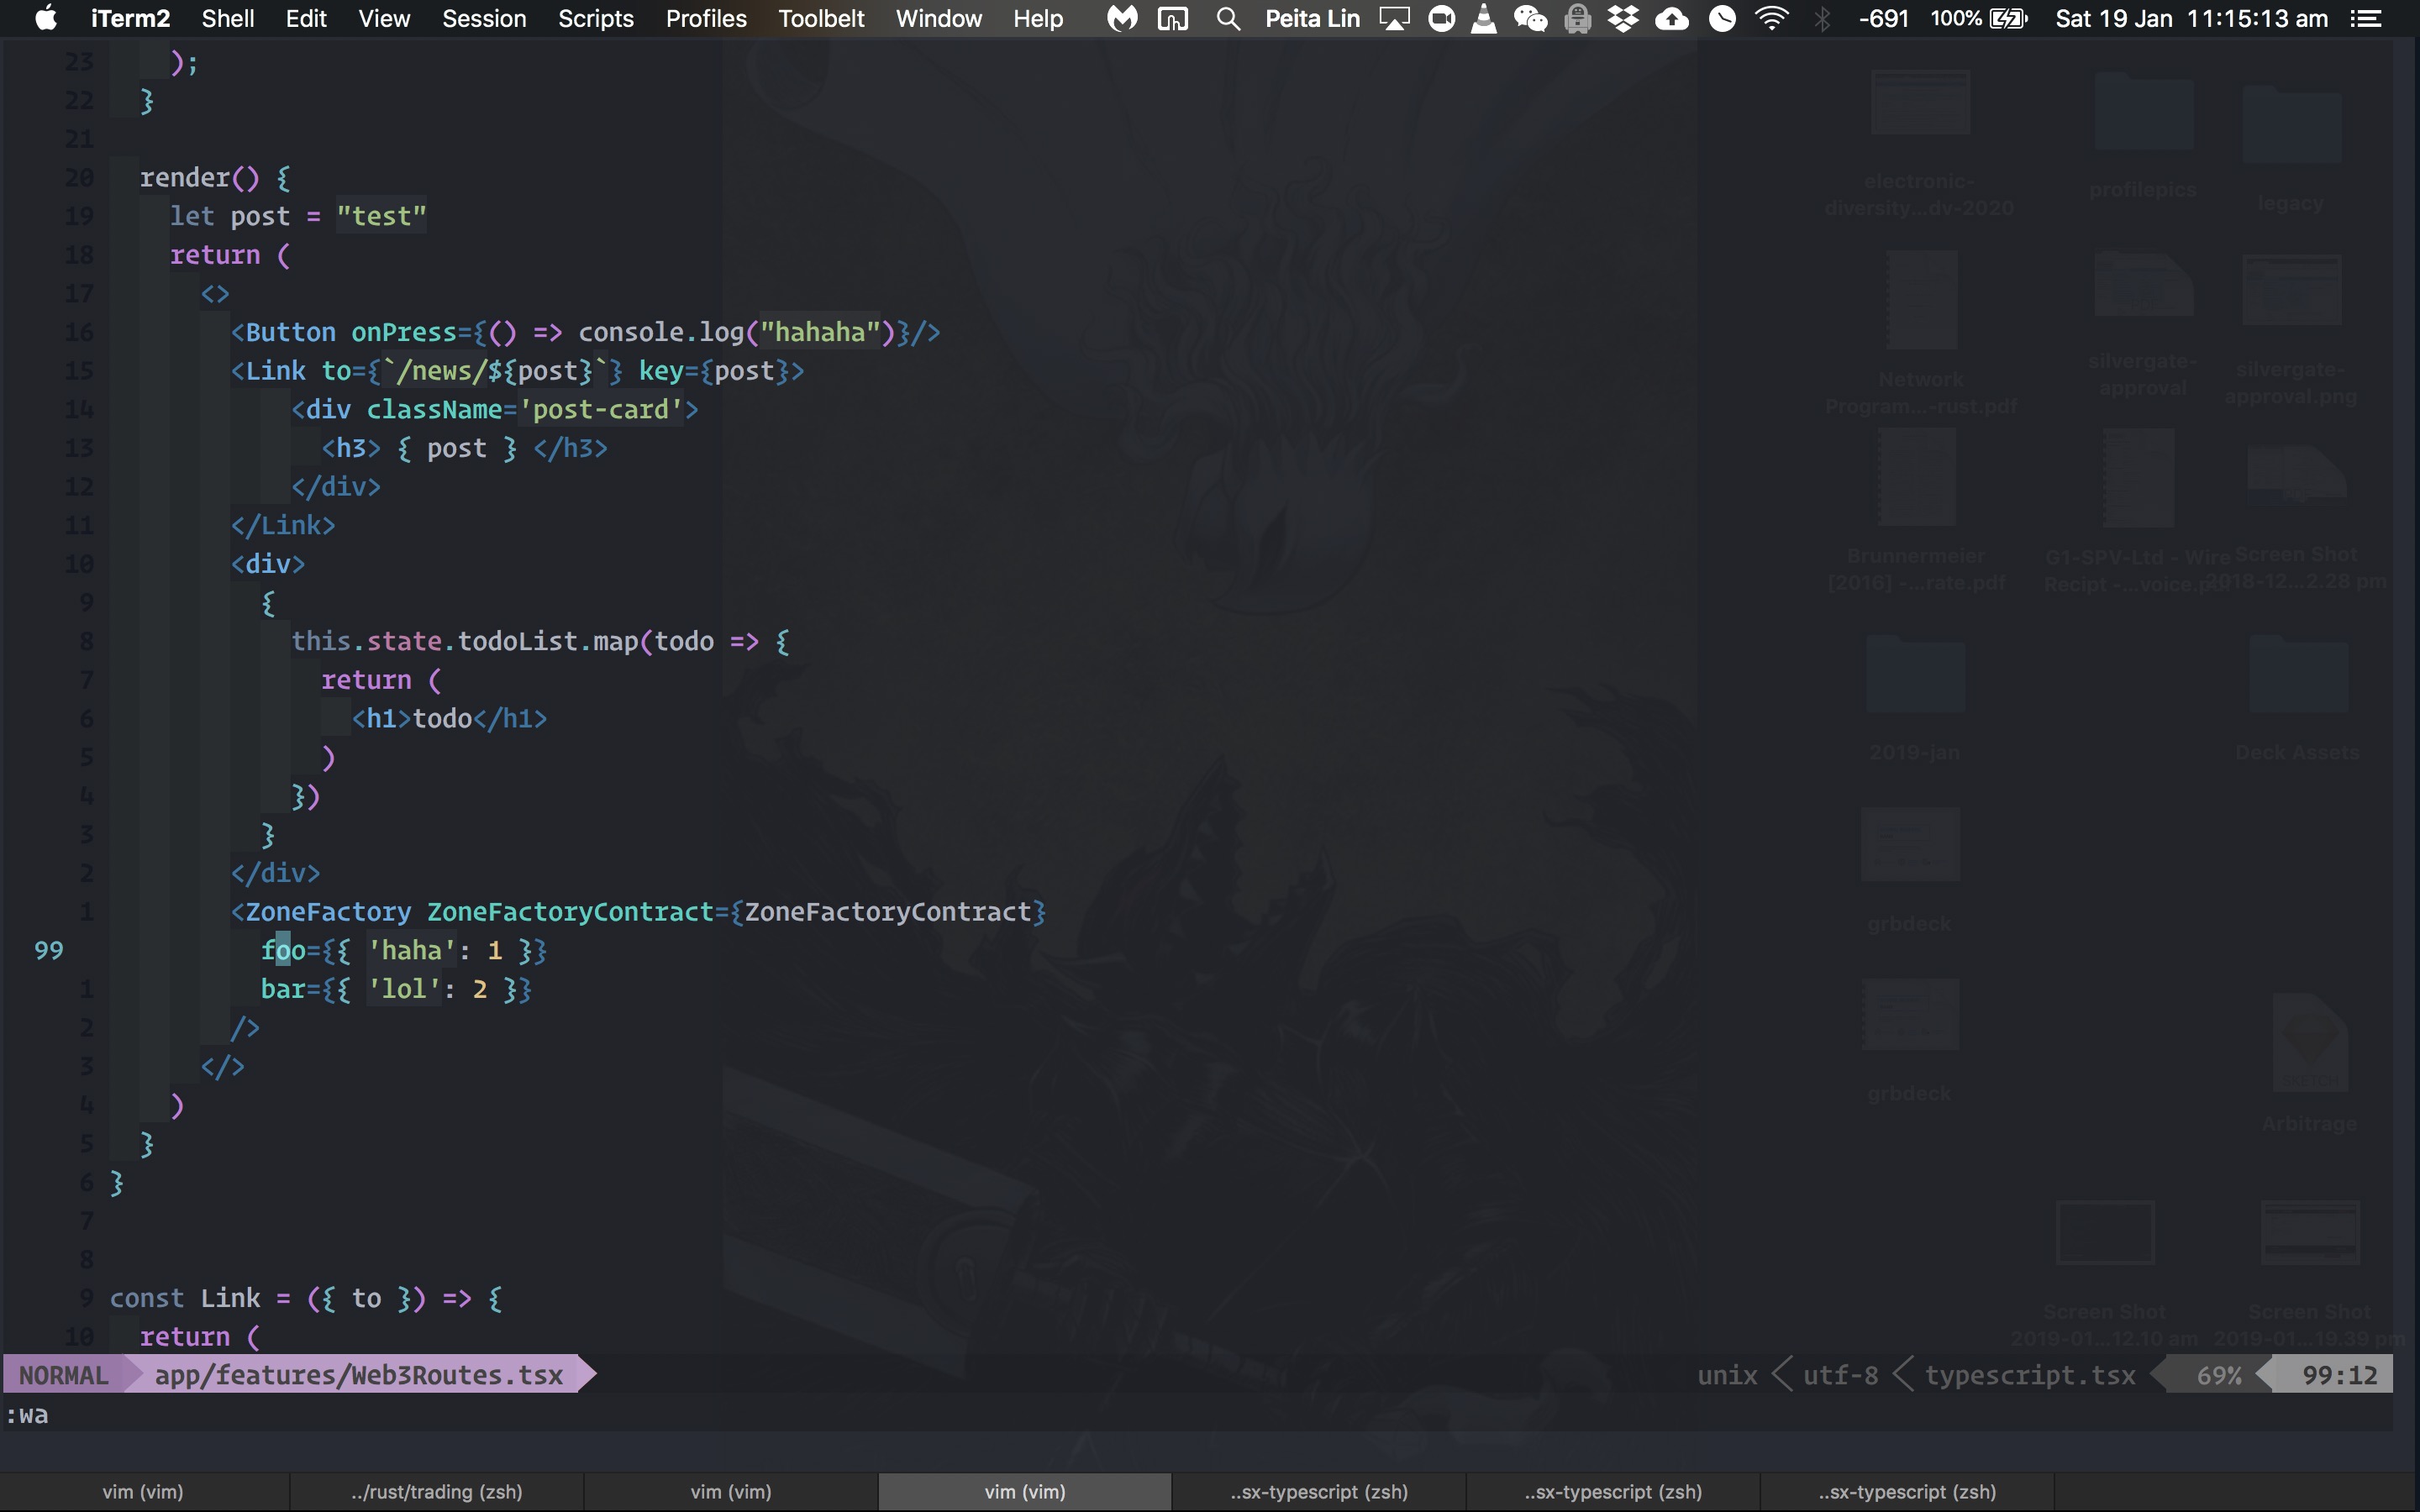 iTerm2 Shell Edit View Session Scripts Profiles Toolbelt Window Help Peita Lin -691 100% Sat 19 Jan 11:15:13 am
23 );
22 }
21
20 render() {
19 let post = "test"
18 return (
17 <>
16 <Button onPress={() => console.log("hahaha")}/>
15 <Link to={`/news/${post}`} key={post}>
14 <div className='post-card'>
13 <h3> { post } </h3>
12 </div>
11 </Link>
10 <div>
9 {
8 this.state.todoList.map(todo => {
7 return (
6 <h1>todo</h1>
5 )
4 })
3 }
2 </div>
1 <ZoneFactory ZoneFactoryContract={ZoneFactoryContract}
99 foo={{ 'haha': 1 }}
1 bar={{ 'lol': 2 }}
2 />
3 </>
4 )
5 }
6 }
7
8
9 const Link = ({ to }) => {
10 return (
NORMAL app/features/Web3Routes.tsx unix utf-8 typescript.tsx 69% 99:12
:wa
vim (vim) ../rust/trading (zsh) vim (vim) vim (vim) ..sx-typescript (zsh) ..sx-typescript (zsh) ..sx-typescript (zsh)
electronic-
diversity...dv-2020
profilepics
legacy
Network
Program...-rust.pdf
silvergate-
approval
silvergate-
approval.png
Brunnermeier
[2016] -...rate.pdf
G1-SPV-Ltd - Wire
Recipt -...voice.pdf
Screen Shot
2018-12...2.28 pm
2019-jan
Deck Assets
grbdeck
grbdeck
Arbitrage
Screen Shot
2019-01...12.10 am
Screen Shot
2019-01...19.39 pm